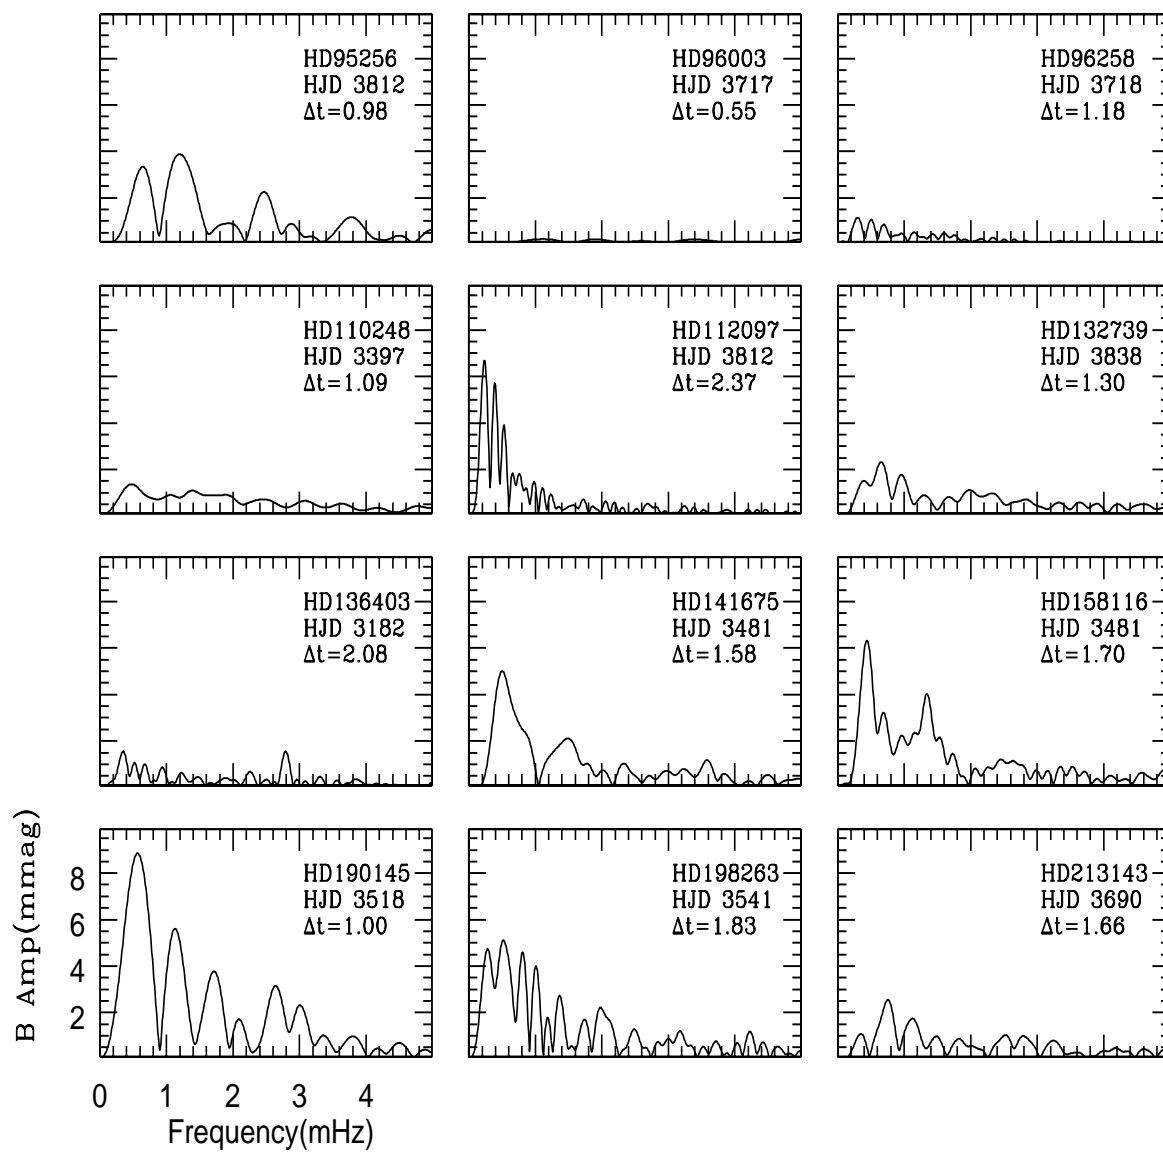 HD95256
HJD 3812
Δt=0.98
HD96003
HJD 3717
Δt=0.55
HD96258
HJD 3718
Δt=1.18
HD110248
HJD 3397
Δt=1.09
HD112097
HJD 3812
Δt=2.37
HD132739
HJD 3838
Δt=1.30
HD136403
HJD 3182
Δt=2.08
HD141675
HJD 3481
Δt=1.58
HD158116
HJD 3481
Δt=1.70
HD190145
HJD 3518
Δt=1.00
HD198263
HJD 3541
Δt=1.83
HD213143
HJD 3690
Δt=1.66
B Amp(mmag)
8
6
4
2
0 1 2 3 4
Frequency(mHz)